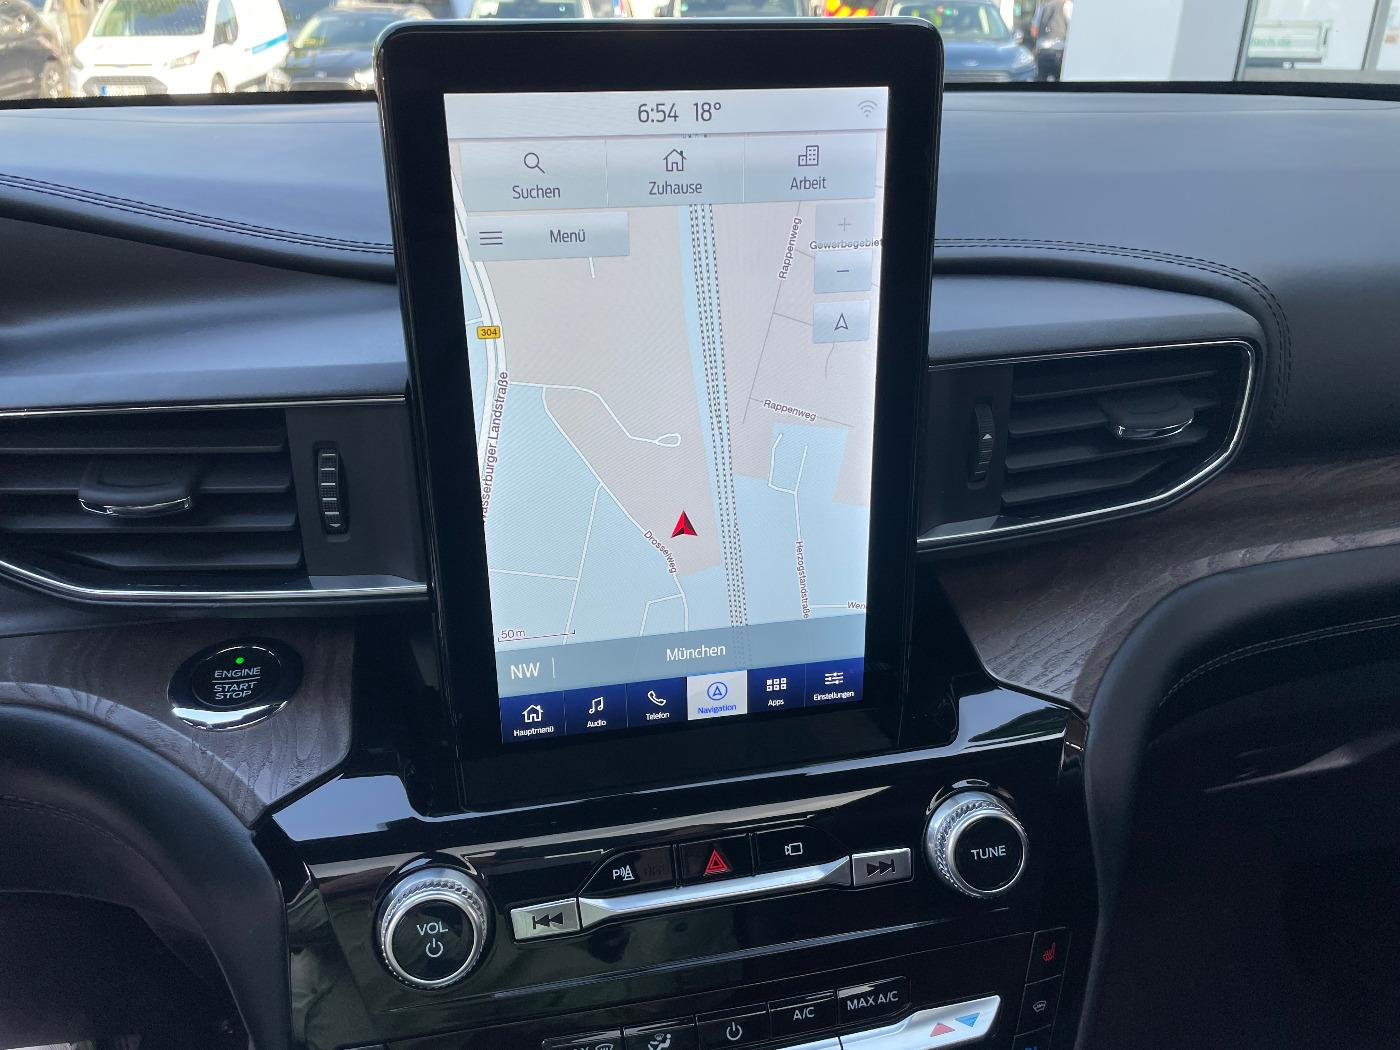 6:54 18°
Suchen
Zuhause
Arbeit
Menü
Gewerbegebiet
Rappenweg
304
Rappenweg
Wasserburger Landstraße
Drosselweg
Herzogstandstraße
50 m
NW
München
Hauptmenü
Audio
Telefon
Navigation
Apps
Einstellungen
ENGINE
START
STOP
VOL
TUNE
P
A/C
MAX A/C